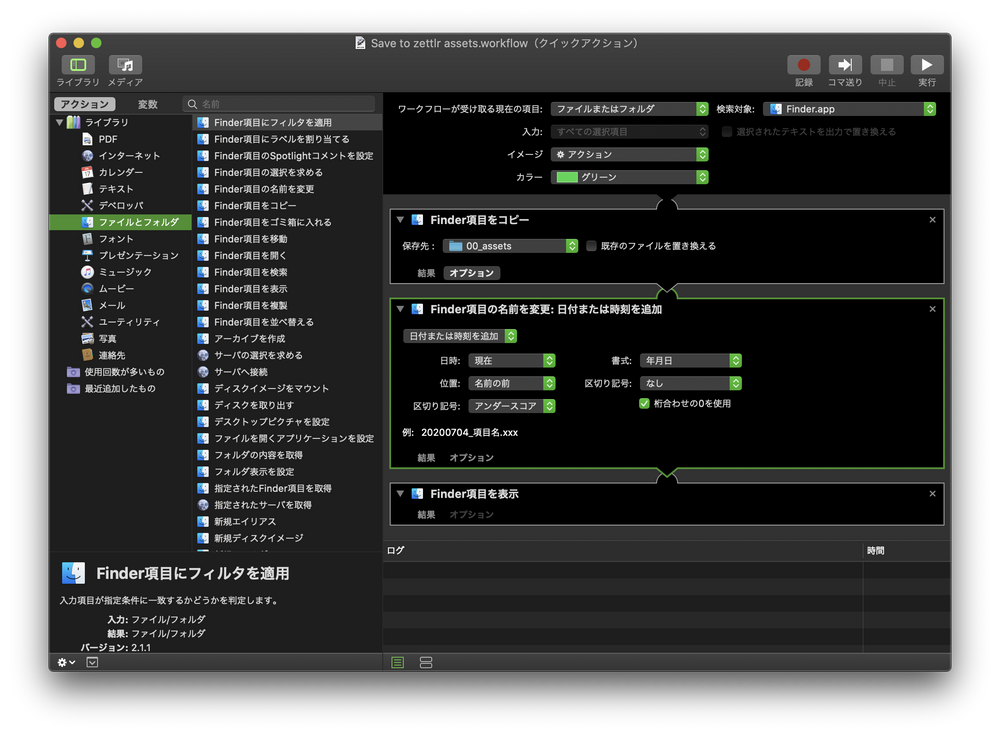 Save to zettlr assets.workflow（クイックアクション）
ライブラリ
メディア
記録
コマ送り
中止
実行
アクション
変数
名前
ライブラリ
PDF
インターネット
カレンダー
テキスト
デベロッパ
ファイルとフォルダ
フォント
プレゼンテーション
ミュージック
ムービー
メール
ユーティリティ
写真
連絡先
使用回数が多いもの
最近追加したもの
Finder項目にフィルタを適用
Finder項目にラベルを割り当てる
Finder項目のSpotlightコメントを設定
Finder項目の選択を求める
Finder項目の名前を変更
Finder項目をコピー
Finder項目をゴミ箱に入れる
Finder項目を移動
Finder項目を開く
Finder項目を検索
Finder項目を表示
Finder項目を複製
Finder項目を並べ替える
アーカイブを作成
サーバの選択を求める
サーバへ接続
ディスクイメージをマウント
ディスクを取り出す
デスクトップピクチャを設定
ファイルを開くアプリケーションを設定
フォルダの内容を取得
フォルダ表示を設定
指定されたFinder項目を取得
指定されたサーバを取得
新規エイリアス
新規ディスクイメージ
Finder項目にフィルタを適用
入力項目が指定条件に一致するかどうかを判定します。
入力: ファイル/フォルダ
結果: ファイル/フォルダ
バージョン: 2.1.1
ワークフローが受け取る現在の項目: ファイルまたはフォルダ 検索対象: Finder.app
入力: すべての選択項目 選択されたテキストを出力で置き換える
イメージ アクション
カラー グリーン
Finder項目をコピー
保存先: 00_assets 既存のファイルを置き換える
結果 オプション
Finder項目の名前を変更: 日付または時刻を追加
日付または時刻を追加
日時: 現在 書式: 年月日
位置: 名前の前 区切り記号: なし
区切り記号: アンダースコア 桁合わせの0を使用
例: 20200704_項目名.xxx
結果 オプション
Finder項目を表示
結果 オプション
ログ 時間